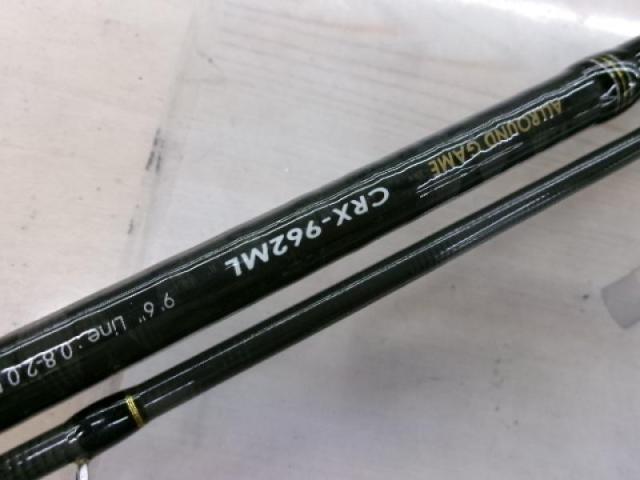 ALLROUND GAME
CRX-962ML
9'6" Line : 0.8-2.0